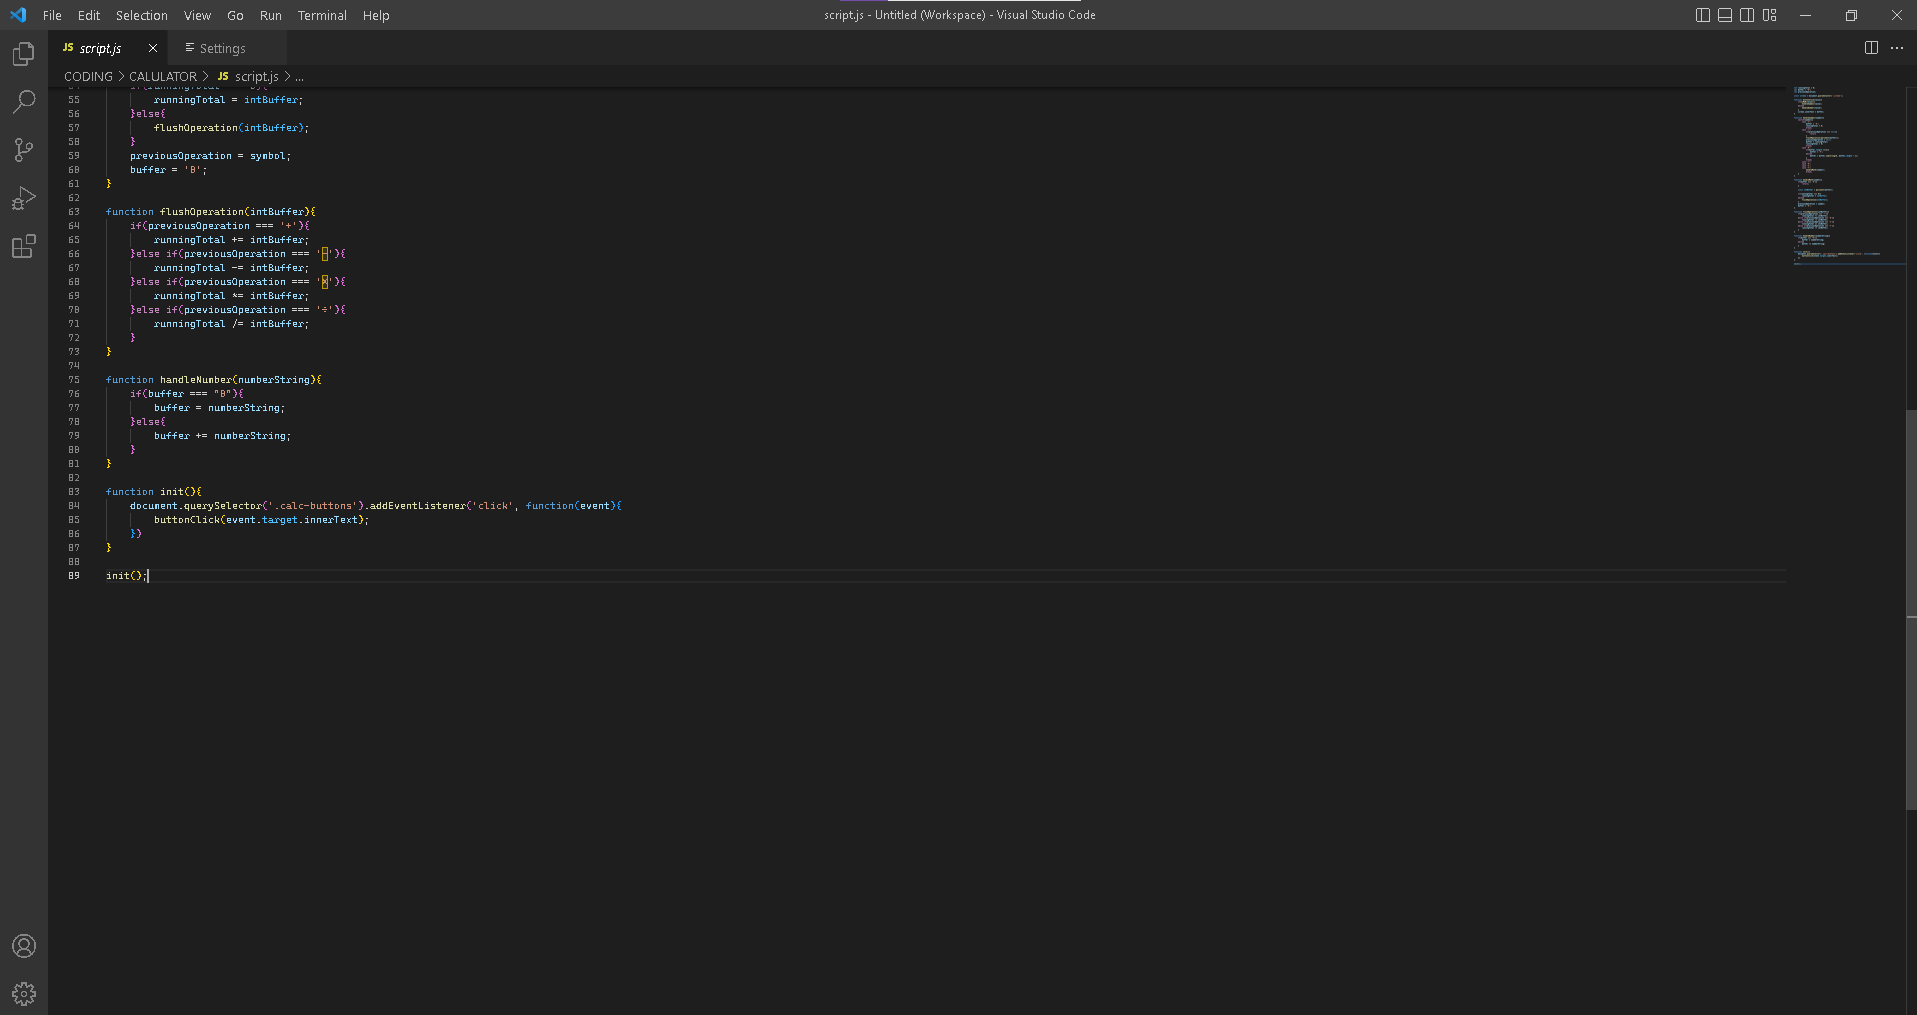 File Edit Selection View Go Run Terminal Help
script.js - Untitled (Workspace) - Visual Studio Code
JS script.js
Settings
CODING > CALULATOR > JS script.js > ...
55 runningTotal = intBuffer;
56 }else{
57 flushOperation(intBuffer);
58 }
59 previousOperation = symbol;
60 buffer = '0';
61 }
62
63 function flushOperation(intBuffer){
64 if(previousOperation === '+'){
65 runningTotal += intBuffer;
66 }else if(previousOperation === '−'){
67 runningTotal -= intBuffer;
68 }else if(previousOperation === '×'){
69 runningTotal *= intBuffer;
70 }else if(previousOperation === '÷'){
71 runningTotal /= intBuffer;
72 }
73 }
74
75 function handleNumber(numberString){
76 if(buffer === "0"){
77 buffer = numberString;
78 }else{
79 buffer += numberString;
80 }
81 }
82
83 function init(){
84 document.querySelector('.calc-buttons').addEventListener('click', function(event){
85 buttonClick(event.target.innerText);
86 })
87 }
88
89 init();